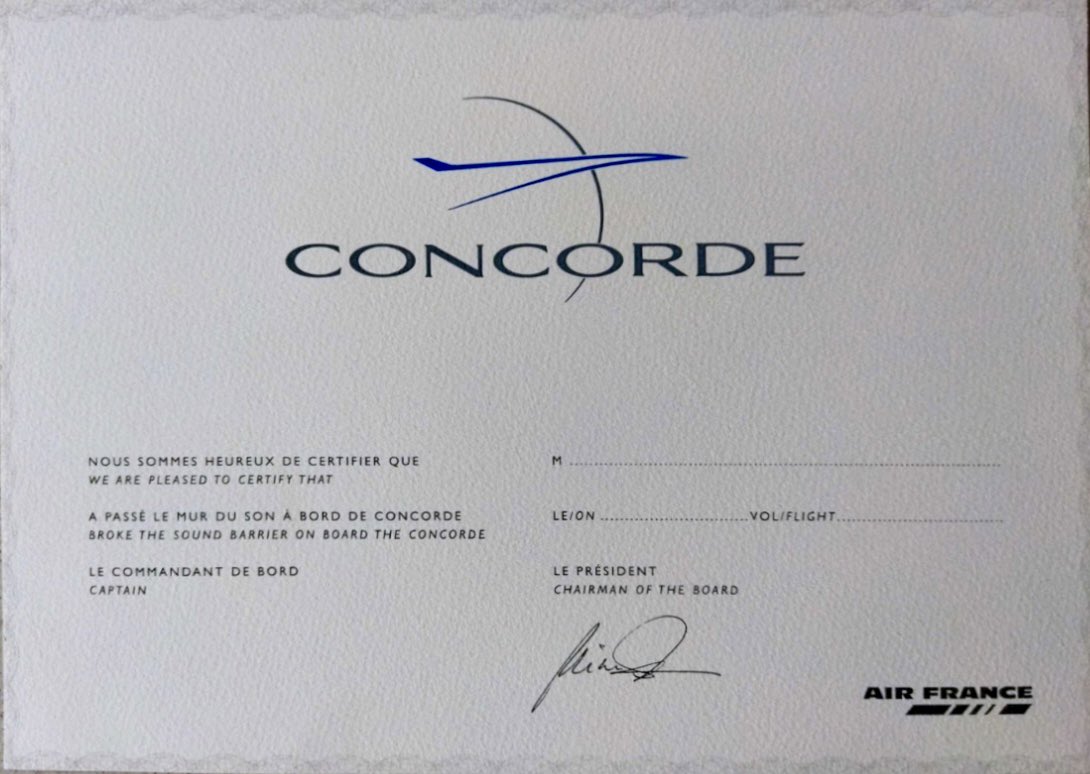 CONCORDE
NOUS SOMMES HEUREUX DE CERTIFIER QUE
WE ARE PLEASED TO CERTIFY THAT
M
A PASSÉ LE MUR DU SON À BORD DE CONCORDE
BROKE THE SOUND BARRIER ON BOARD THE CONCORDE
LE/ON VOL/FLIGHT
LE COMMANDANT DE BORD
CAPTAIN
LE PRÉSIDENT
CHAIRMAN OF THE BOARD
AIR FRANCE